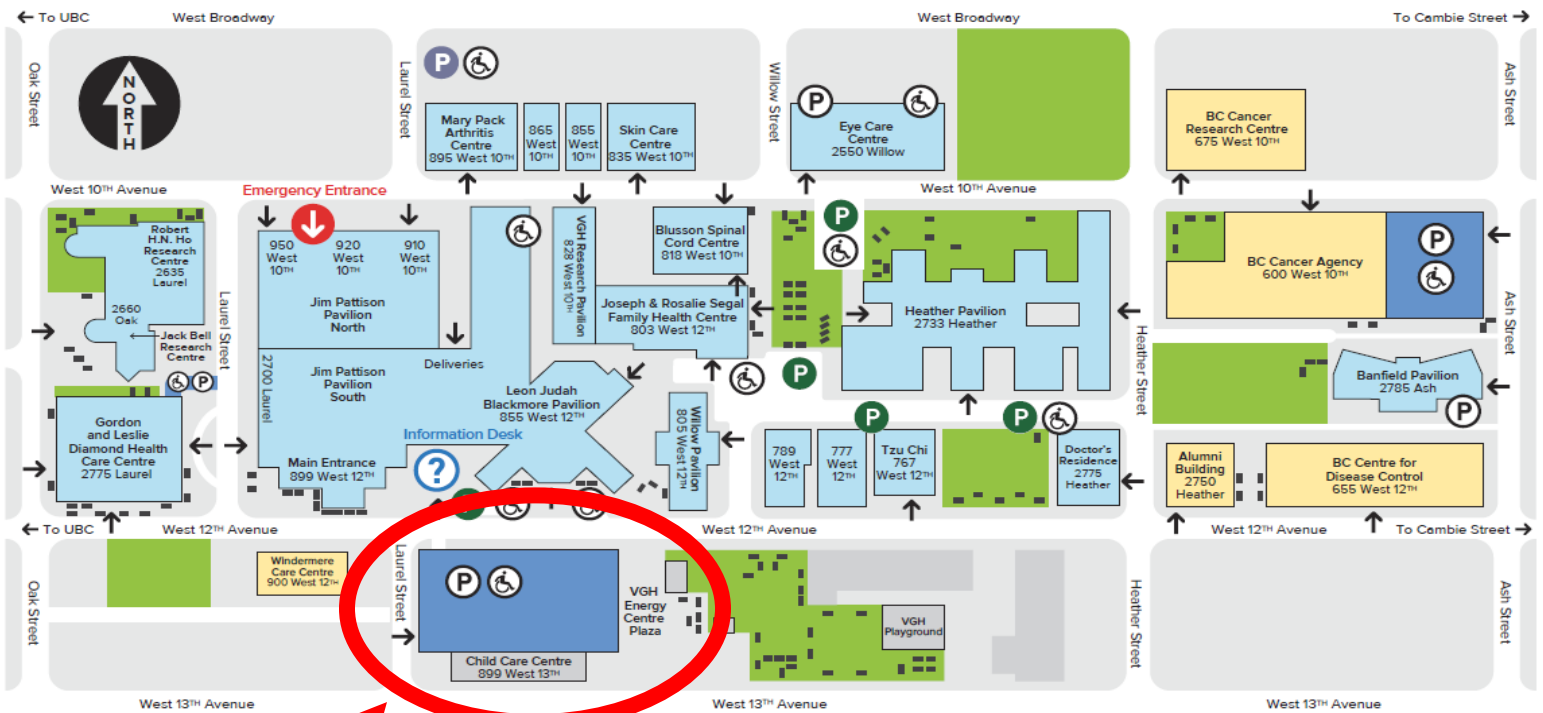 ← To UBC
West Broadway
West Broadway
To Cambie Street →
Oak Street
NORTH
Laurel Street
P
Willow Street
P
Ash Street
Mary Pack
Arthritis
Centre
895 West 10TH
865
West
10TH
855
West
10TH
Skin Care
Centre
835 West 10TH
Eye Care
Centre
2550 Willow
BC Cancer
Research Centre
675 West 10TH
West 10TH Avenue
Emergency Entrance
West 10TH Avenue
Robert
H.N. Ho
Research
Centre
2635
Laurel
2660
Oak
Jack Bell
Research
Centre
P
Laurel Street
950
West
10TH
920
West
10TH
910
West
10TH
Jim Pattison
Pavilion
North
Deliveries
2700 Laurel
Jim Pattison
Pavilion
South
VGH Research Pavilion
828 West 10TH
Blusson Spinal
Cord Centre
818 West 10TH
Joseph & Rosalie Segal
Family Health Centre
803 West 12TH
P
Heather Pavilion
2733 Heather
P
Heather Street
BC Cancer Agency
600 West 10TH
P
Ash Street
Banfield Pavilion
2785 Ash
P
Leon Judah
Blackmore Pavilion
855 West 12TH
Information Desk
?
Main Entrance
899 West 12TH
Gordon
and Leslie
Diamond Health
Care Centre
2775 Laurel
Willow Pavilion
805 West 12TH
P
P
789
West
12TH
777
West
12TH
Tzu Chi
767
West 12TH
Doctor's
Residence
2775
Heather
Alumni
Building
2750
Heather
BC Centre for
Disease Control
655 West 12TH
← To UBC
West 12TH Avenue
West 12TH Avenue
West 12TH Avenue
To Cambie Street →
Oak Street
Windermere
Care Centre
900 West 12TH
Laurel Street
P
VGH
Energy
Centre
Plaza
Child Care Centre
899 West 13TH
VGH
Playground
Heather Street
Ash Street
West 13TH Avenue
West 13TH Avenue
West 13TH Avenue